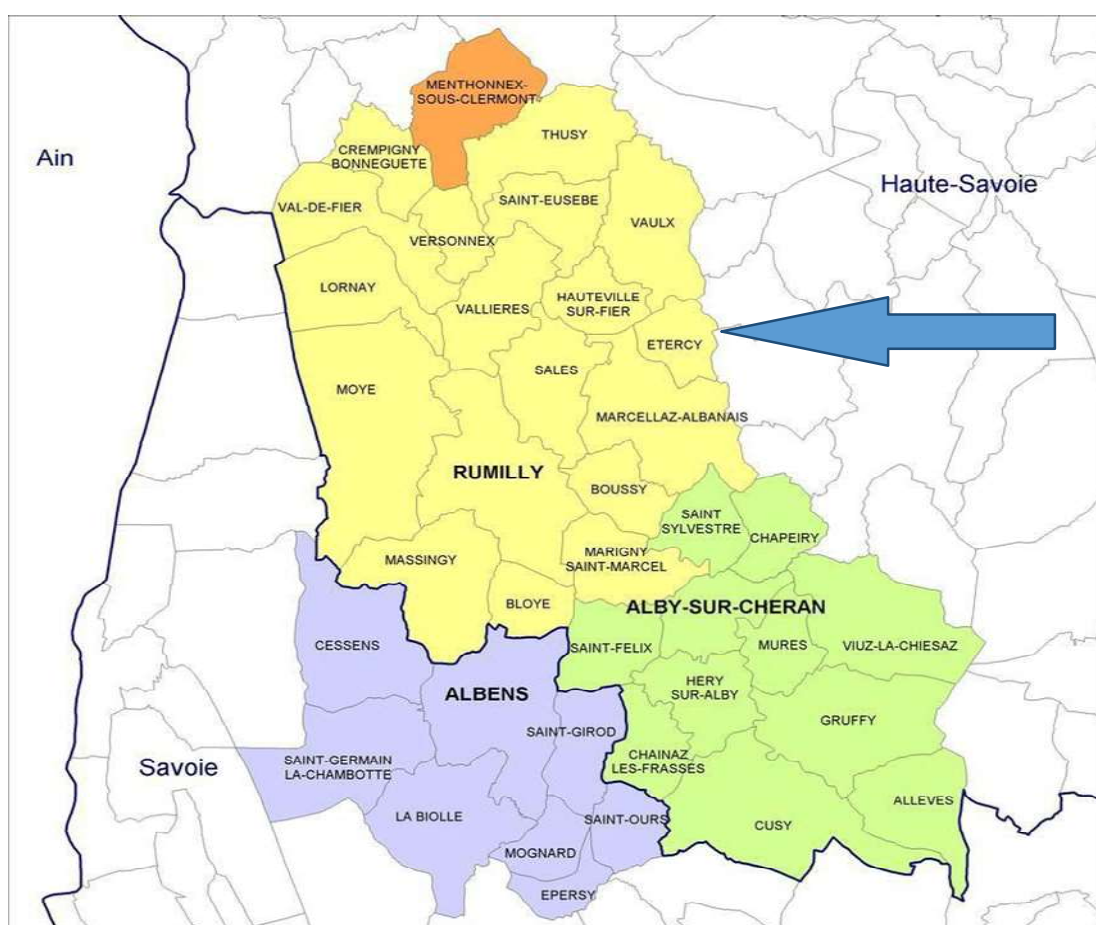 MENTHONNEX-
SOUS-CLERMONT
THUSY
Ain
CREMPIGNY
BONNEGUETE
Haute-Savoie
SAINT-EUSEBE
VAL-DE-FIER
VAULX
VERSONNEX
LORNAY
HAUTEVILLE
SUR-FIER
VALLIERES
ETERCY
SALES
MOYE
MARCELLAZ-ALBANAIS
RUMILLY
BOUSSY
SAINT
SYLVESTRE
CHAPEIRY
MASSINGY
MARIGNY
SAINT-MARCEL
BLOYE
ALBY-SUR-CHERAN
CESSENS
SAINT-FELIX
MURES
VIUZ-LA-CHIESAZ
ALBENS
HERY
SUR-ALBY
GRUFFY
SAINT-GIROD
SAINT-GERMAIN
LA-CHAMBOTTE
Savoie
CHAINAZ
LES-FRASSES
ALLEVES
LA BIOLLE
SAINT-OURS
CUSY
MOGNARD
EPERSY